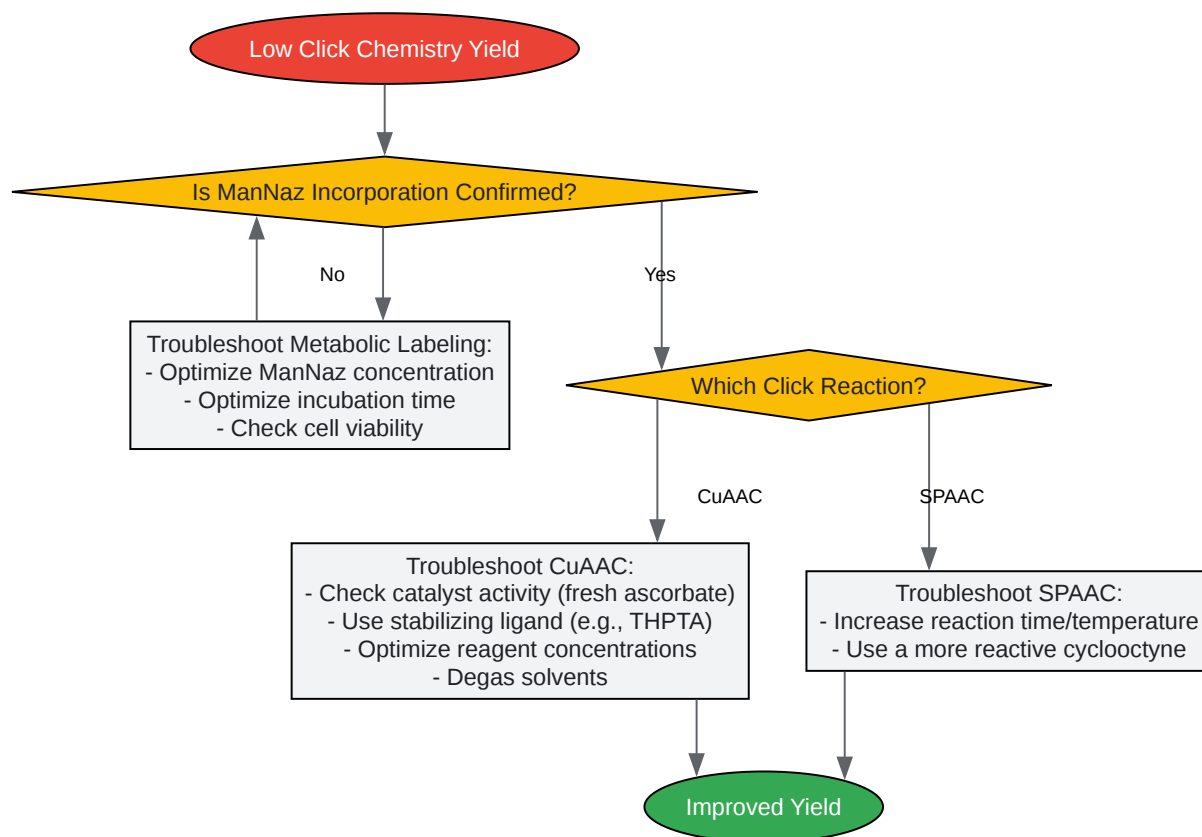 Low Click Chemistry Yield
Is ManNaz Incorporation Confirmed?
No
Yes
Troubleshoot Metabolic Labeling:
- Optimize ManNaz concentration
- Optimize incubation time
- Check cell viability
Which Click Reaction?
CuAAC
SPAAC
Troubleshoot CuAAC:
- Check catalyst activity (fresh ascorbate)
- Use stabilizing ligand (e.g., THPTA)
- Optimize reagent concentrations
- Degas solvents
Troubleshoot SPAAC:
- Increase reaction time/temperature
- Use a more reactive cyclooctyne
Improved Yield